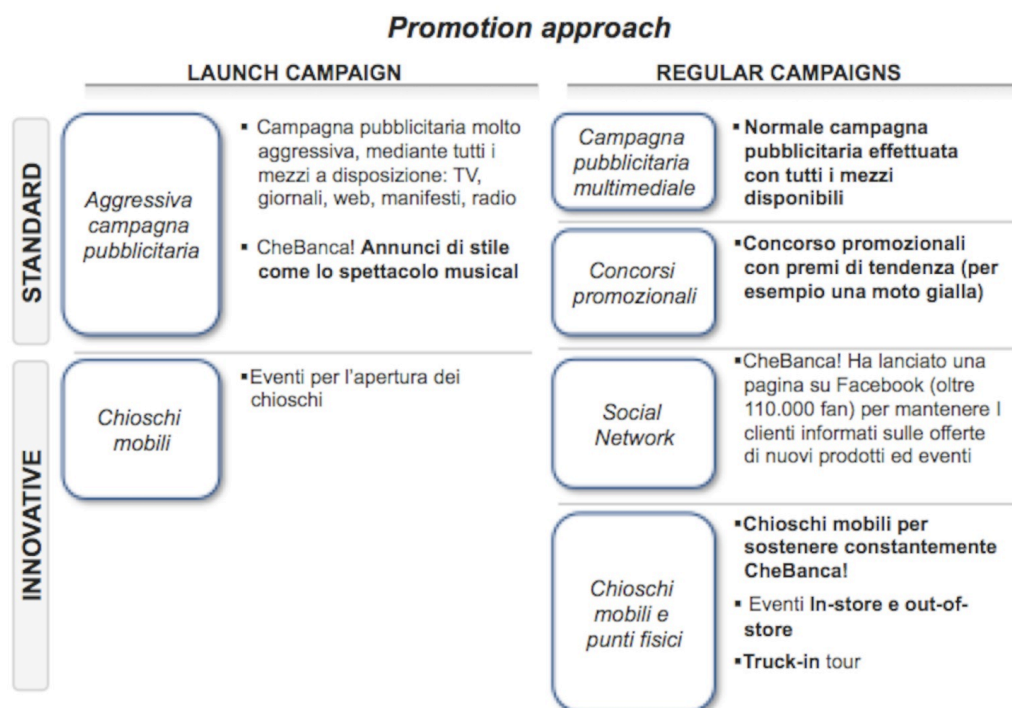 Promotion approach
LAUNCH CAMPAIGN
REGULAR CAMPAIGNS
STANDARD
Aggressiva
campagna
pubblicitaria
▪ Campagna pubblicitaria molto
aggressiva, mediante tutti i
mezzi a disposizione: TV,
giornali, web, manifesti, radio
▪ CheBanca! Annunci di stile
come lo spettacolo musical
Campagna
pubblicitaria
multimediale
▪ Normale campagna
pubblicitaria effettuata
con tutti i mezzi
disponibili
Concorsi
promozionali
▪ Concorso promozionali
con premi di tendenza (per
esempio una moto gialla)
INNOVATIVE
Chioschi
mobili
▪Eventi per l'apertura dei
chioschi
Social
Network
▪CheBanca! Ha lanciato una
pagina su Facebook (oltre
110.000 fan) per mantenere I
clienti informati sulle offerte
di nuovi prodotti ed eventi
Chioschi
mobili e
punti fisici
▪Chioschi mobili per
sostenere constantemente
CheBanca!
▪ Eventi In-store e out-of-
store
▪Truck-in tour